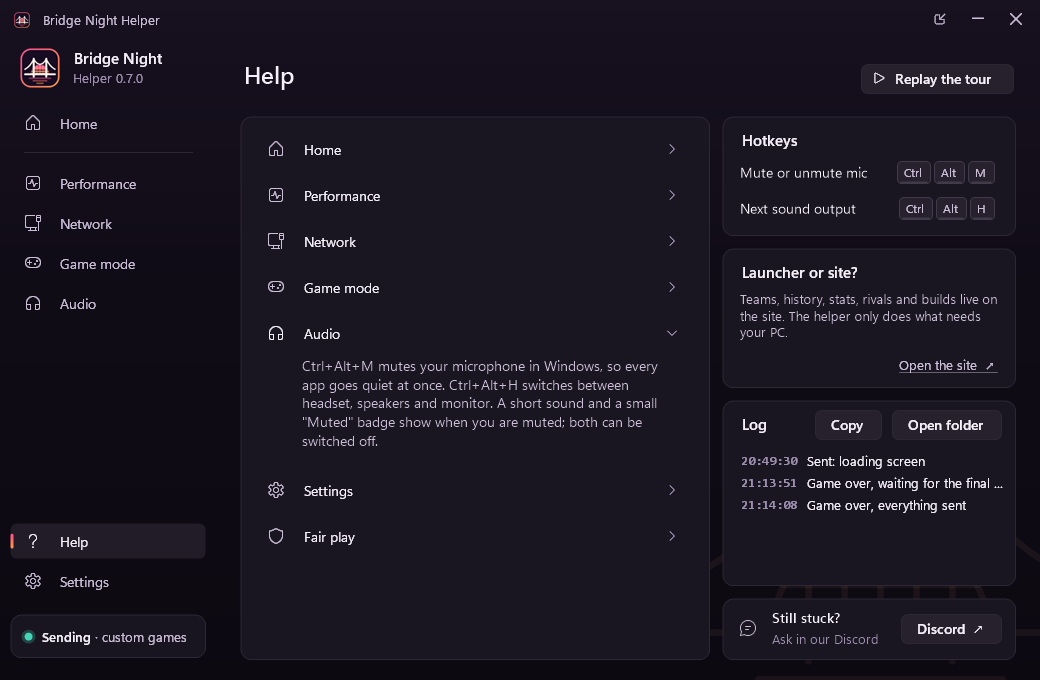 Bridge Night Helper
Bridge Night
Helper 0.7.0
Home
Performance
Network
Game mode
Audio
? Help
Settings
Sending · custom games
Help
Replay the tour
Home
Performance
Network
Game mode
Audio
Ctrl+Alt+M mutes your microphone in Windows, so every
app goes quiet at once. Ctrl+Alt+H switches between
headset, speakers and monitor. A short sound and a small
"Muted" badge show when you are muted; both can be
switched off.
Settings
Fair play
Hotkeys
Mute or unmute mic Ctrl Alt M
Next sound output Ctrl Alt H
Launcher or site?
Teams, history, stats, rivals and builds live on
the site. The helper only does what needs
your PC.
Open the site ↗
Log Copy Open folder
20:49:30 Sent: loading screen
21:13:51 Game over, waiting for the final ...
21:14:08 Game over, everything sent
Still stuck?
Ask in our Discord
Discord ↗